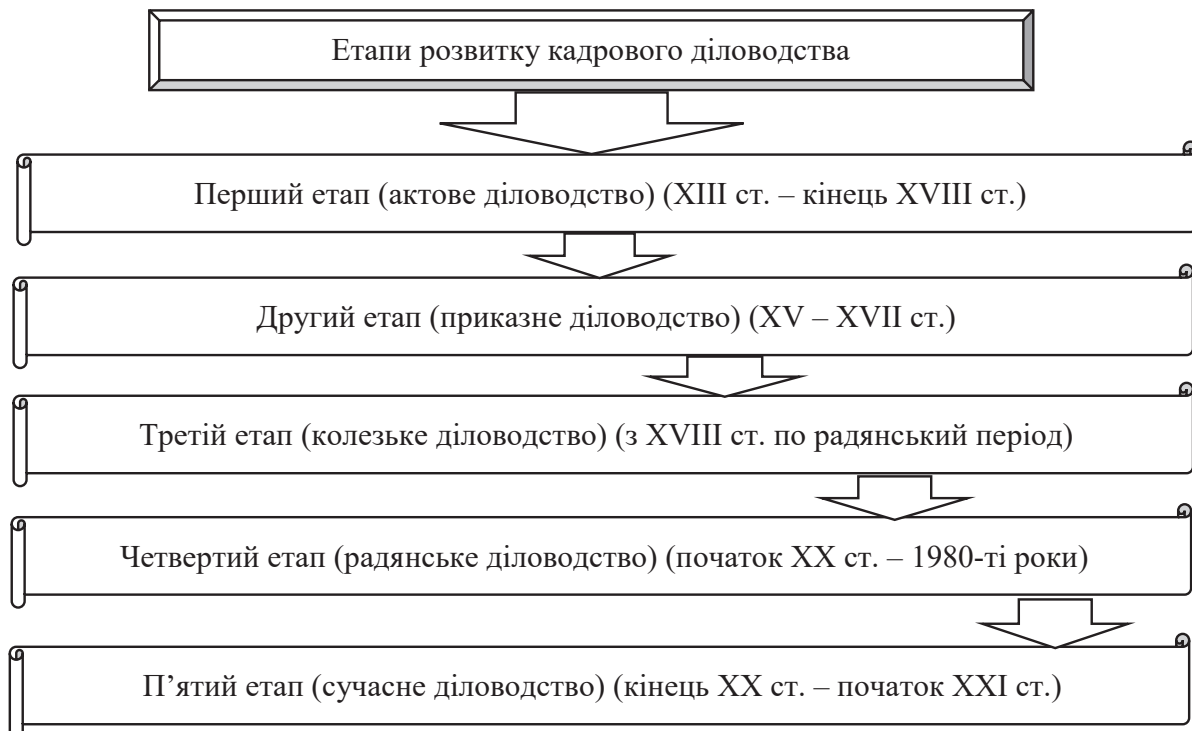 Етапи розвитку кадрового діловодства
Перший етап (актове діловодство) (XIII ст. – кінець XVIII ст.)
Другий етап (приказне діловодство) (XV – XVII ст.)
Третій етап (колезьке діловодство) (з XVIII ст. по радянський період)
Четвертий етап (радянське діловодство) (початок XX ст. – 1980-ті роки)
П’ятий етап (сучасне діловодство) (кінець XX ст. – початок XXI ст.)